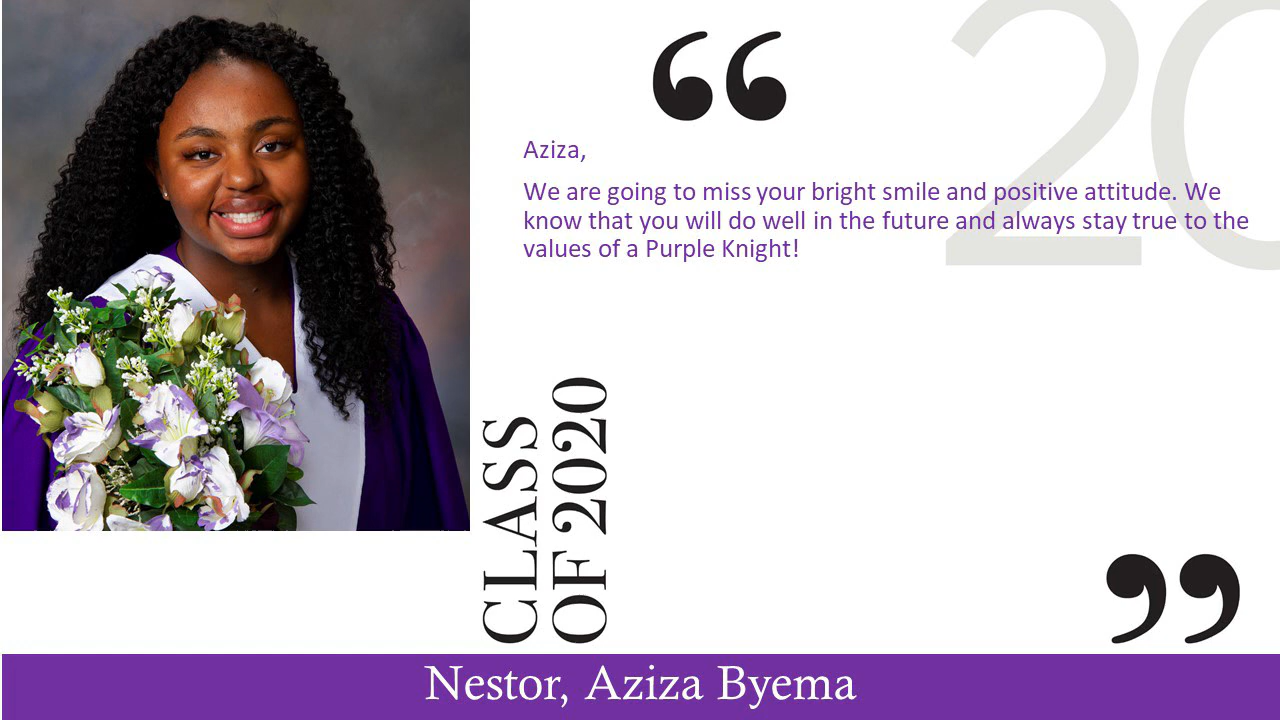 20
“
Aziza,
We are going to miss your bright smile and positive attitude. We
know that you will do well in the future and always stay true to the
values of a Purple Knight!
CLASS
OF 2020
”
Nestor, Aziza Byema